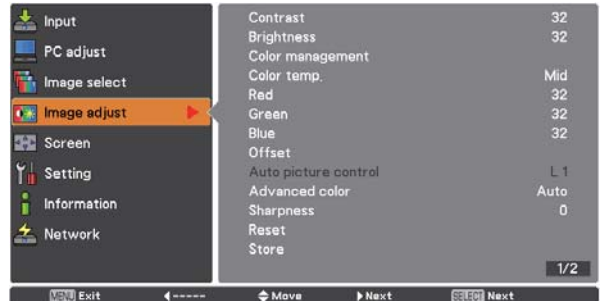 Input
PC adjust
Image select
Image adjust
Screen
Setting
Information
Network
Contrast 32
Brightness 32
Color management
Color temp. Mid
Red 32
Green 32
Blue 32
Offset
Auto picture control L 1
Advanced color Auto
Sharpness 0
Reset
Store
1/2
MENU Exit ----- Move Next SELECT Next